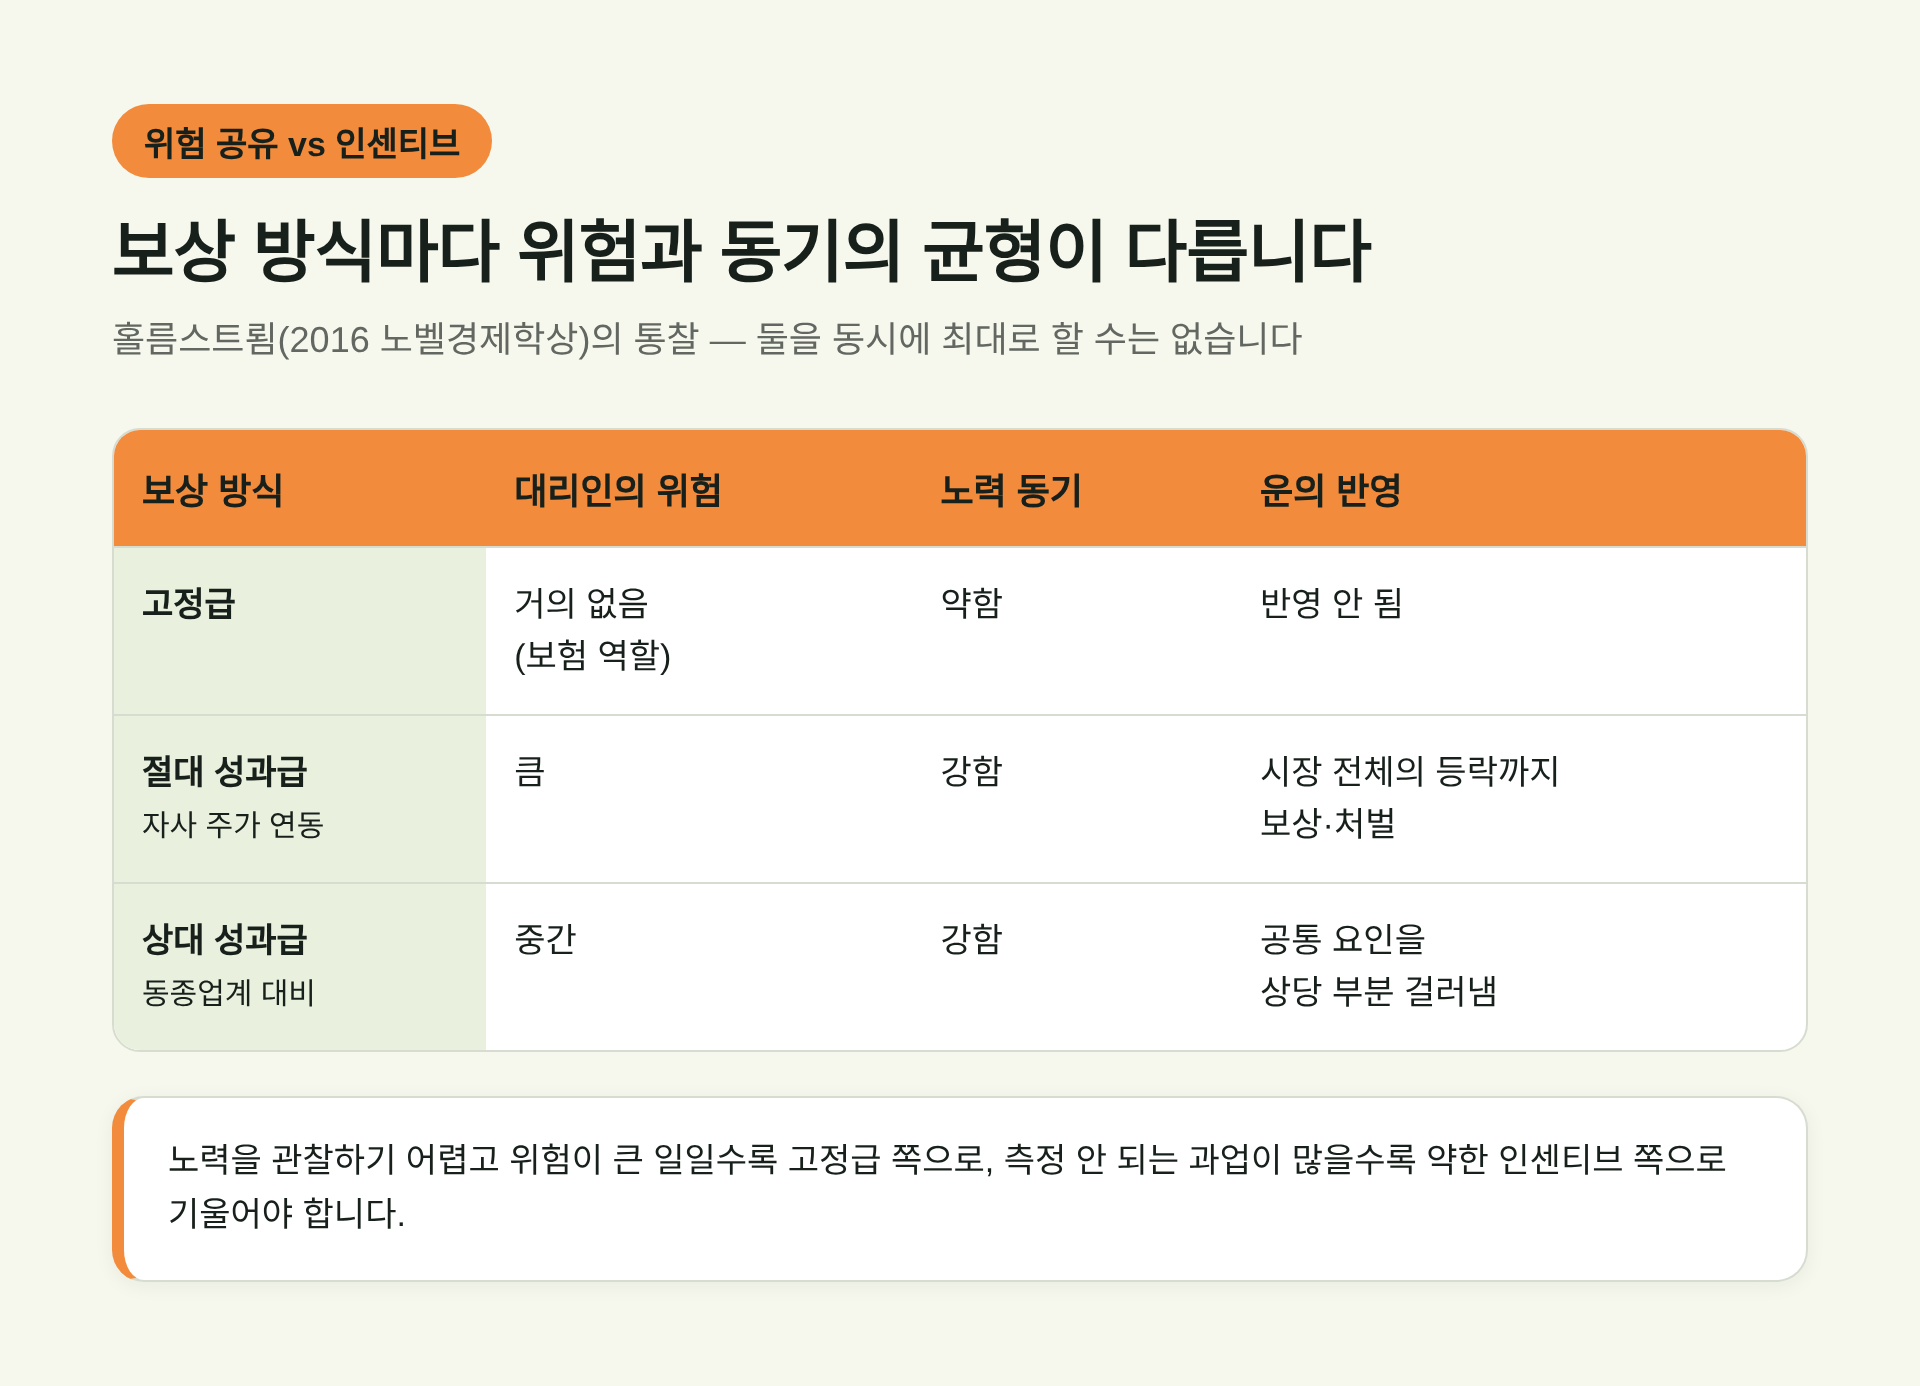 위험 공유 vs 인센티브
보상 방식마다 위험과 동기의 균형이 다릅니다
홀름스트룀(2016 노벨경제학상)의 통찰 — 둘을 동시에 최대로 할 수는 없습니다
보상 방식 대리인의 위험 노력 동기 운의 반영
고정급 거의 없음 약함 반영 안 됨
(보험 역할)
절대 성과급 큼 강함 시장 전체의 등락까지
자사 주가 연동 보상·처벌
상대 성과급 중간 강함 공통 요인을
동종업계 대비 상당 부분 걸러냄
노력을 관찰하기 어렵고 위험이 큰 일일수록 고정급 쪽으로, 측정 안 되는 과업이 많을수록 약한 인센티브 쪽으로
기울어야 합니다.